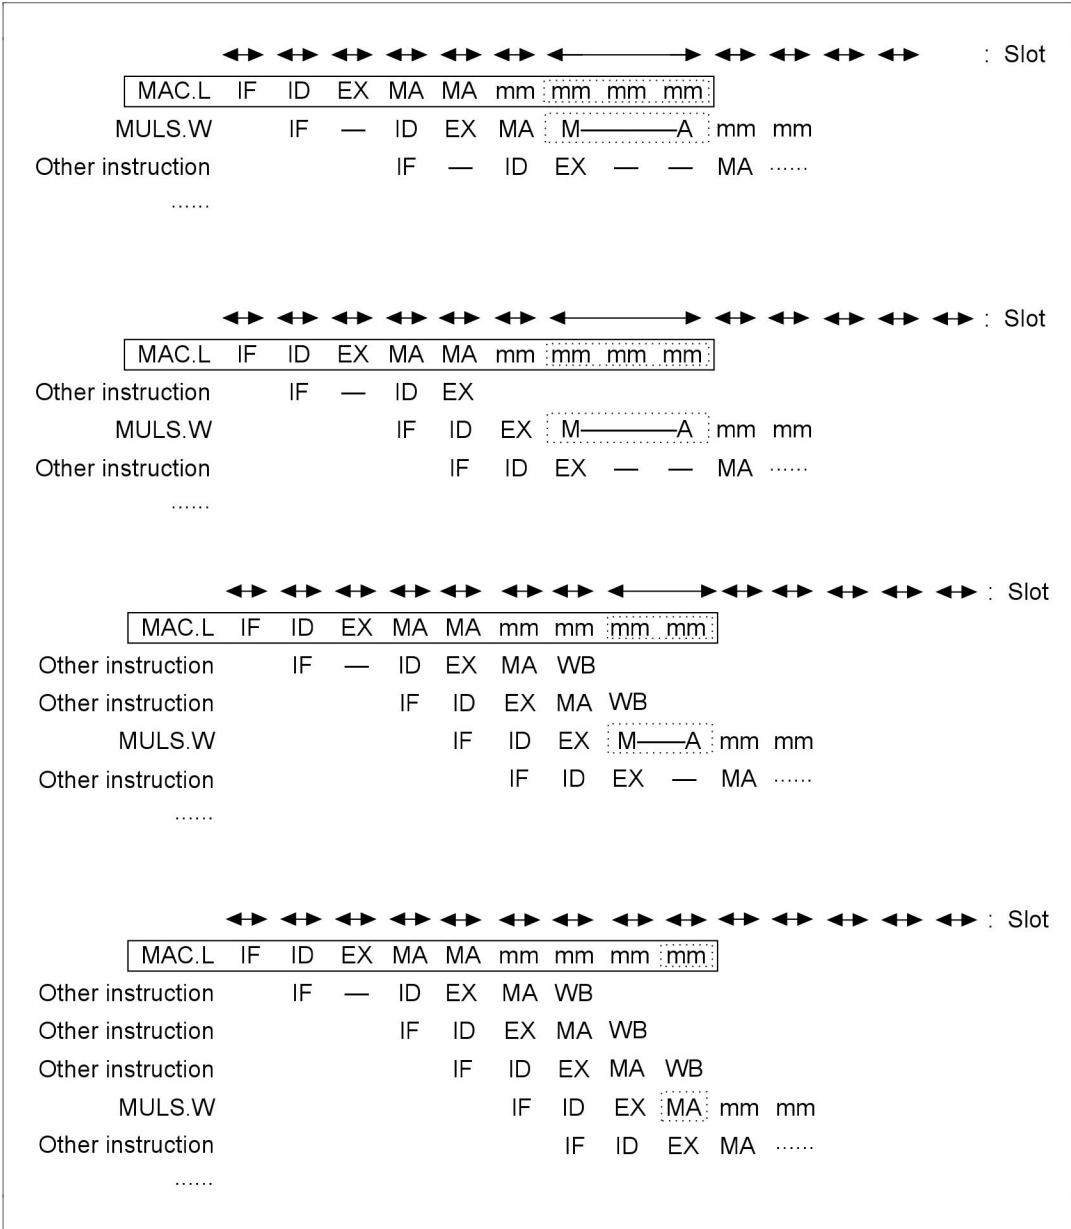 : Slot
MAC.L IF ID EX MA MA mm mm mm mm
MULS.W IF — ID EX MA M———A mm mm
Other instruction IF — ID EX — — MA ......
......
: Slot
MAC.L IF ID EX MA MA mm mm mm mm
Other instruction IF — ID EX
MULS.W IF ID EX M———A mm mm
Other instruction IF ID EX — — MA ......
......
: Slot
MAC.L IF ID EX MA MA mm mm mm mm
Other instruction IF — ID EX MA WB
Other instruction IF ID EX MA WB
MULS.W IF ID EX M—A mm mm
Other instruction IF ID EX — MA ......
......
: Slot
MAC.L IF ID EX MA MA mm mm mm mm
Other instruction IF — ID EX MA WB
Other instruction IF ID EX MA WB
Other instruction IF ID EX MA WB
MULS.W IF ID EX MA mm mm
Other instruction IF ID EX MA ......
......